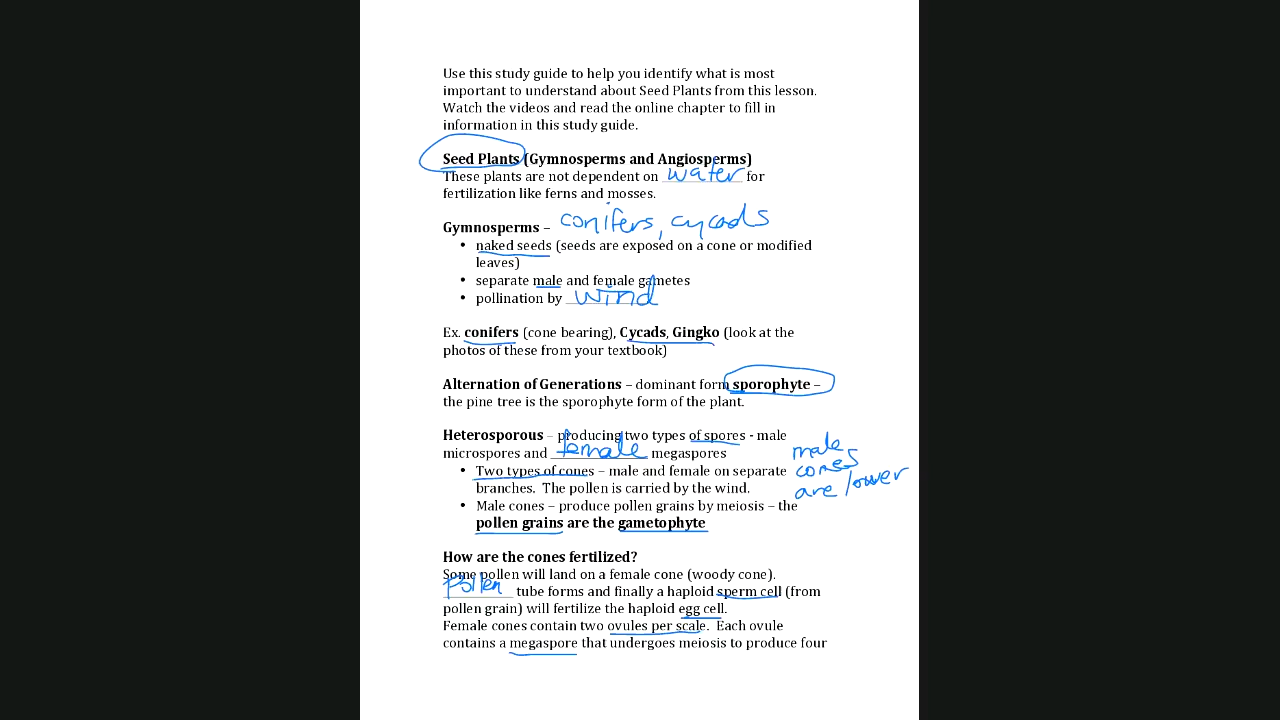 Use this study guide to help you identify what is most
important to understand about Seed Plants from this lesson.
Watch the videos and read the online chapter to fill in
information in this study guide.
Seed Plants (Gymnosperms and Angiosperms)
These plants are not dependent on water for
fertilization like ferns and mosses.
Gymnosperms – conifers, cycads
• naked seeds (seeds are exposed on a cone or modified
leaves)
• separate male and female gametes
• pollination by wind
Ex. conifers (cone bearing), Cycads, Gingko (look at the
photos of these from your textbook)
Alternation of Generations – dominant form sporophyte –
the pine tree is the sporophyte form of the plant.
Heterosporous – producing two types of spores - male
microspores and female megaspores
• Two types of cones – male and female on separate
branches. The pollen is carried by the wind.
male
cones
are lower
• Male cones – produce pollen grains by meiosis – the
pollen grains are the gametophyte
How are the cones fertilized?
Some pollen will land on a female cone (woody cone).
Pollen tube forms and finally a haploid sperm cell (from
pollen grain) will fertilize the haploid egg cell.
Female cones contain two ovules per scale. Each ovule
contains a megaspore that undergoes meiosis to produce four